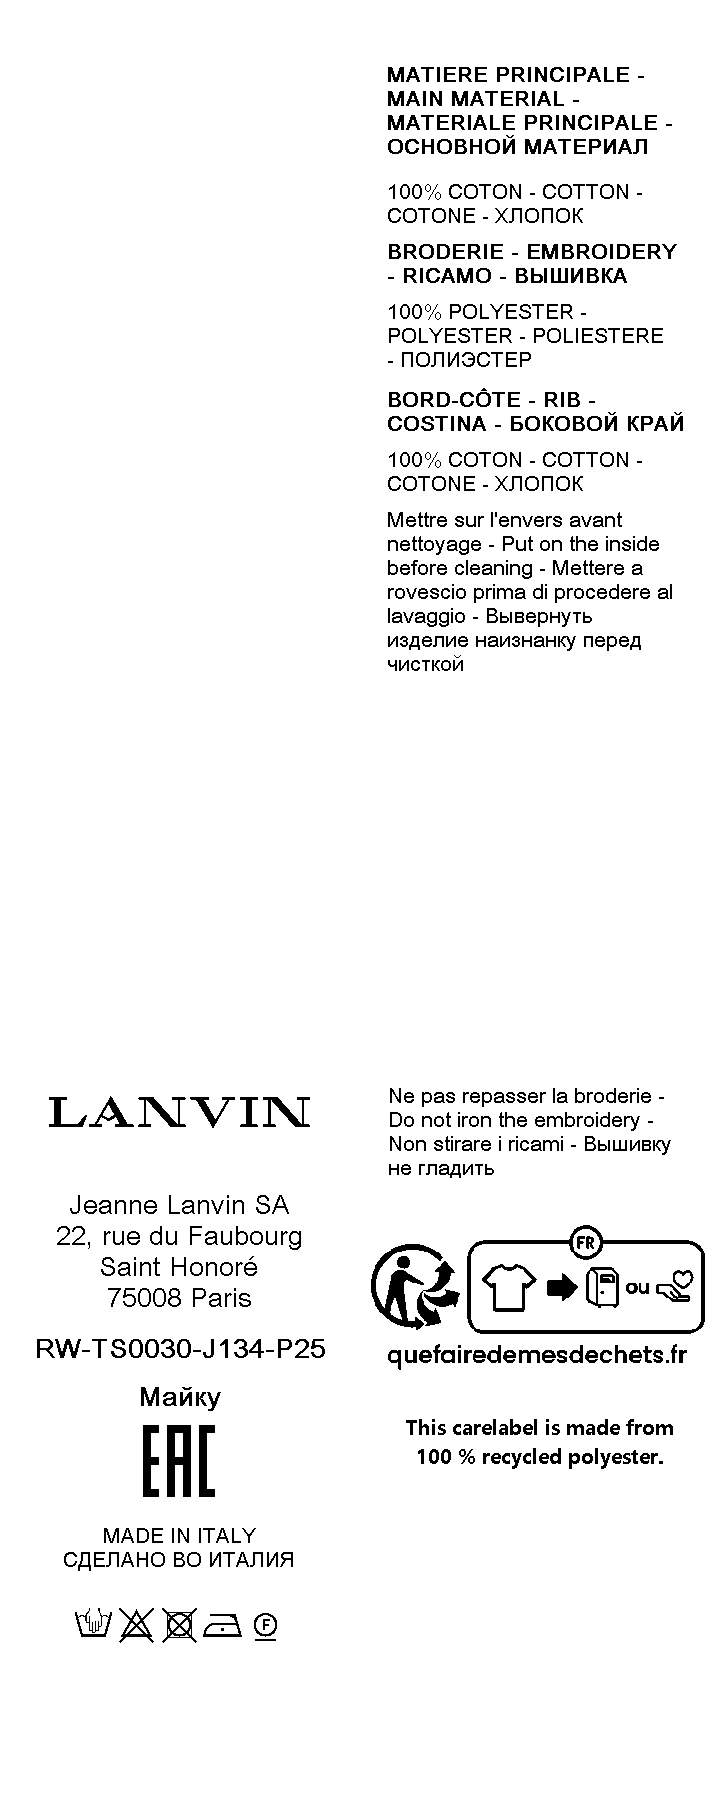 MATIERE PRINCIPALE -
MAIN MATERIAL -
MATERIALE PRINCIPALE -
ОСНОВНОЙ МАТЕРИАЛ
100% COTON - COTTON -
COTONE - ХЛОПОК
BRODERIE - EMBROIDERY
- RICAMO - ВЫШИВКА
100% POLYESTER -
POLYESTER - POLIESTERE
- ПОЛИЭСТЕР
BORD-CÔTE - RIB -
COSTINA - БОКОВОЙ КРАЙ
100% COTON - COTTON -
COTONE - ХЛОПОК
Mettre sur l'envers avant
nettoyage - Put on the inside
before cleaning - Mettere a
rovescio prima di procedere al
lavaggio - Вывернуть
изделие наизнанку перед
чисткой
LANVIN
Jeanne Lanvin SA
22, rue du Faubourg
Saint Honoré
75008 Paris
RW-TS0030-J134-P25
Майку
EAC
MADE IN ITALY
СДЕЛАНО ВО ИТАЛИЯ
F
Ne pas repasser la broderie -
Do not iron the embroidery -
Non stirare i ricami - Вышивку
не гладить
FR
ou
quefairedemesdechets.fr
This carelabel is made from
100 % recycled polyester.